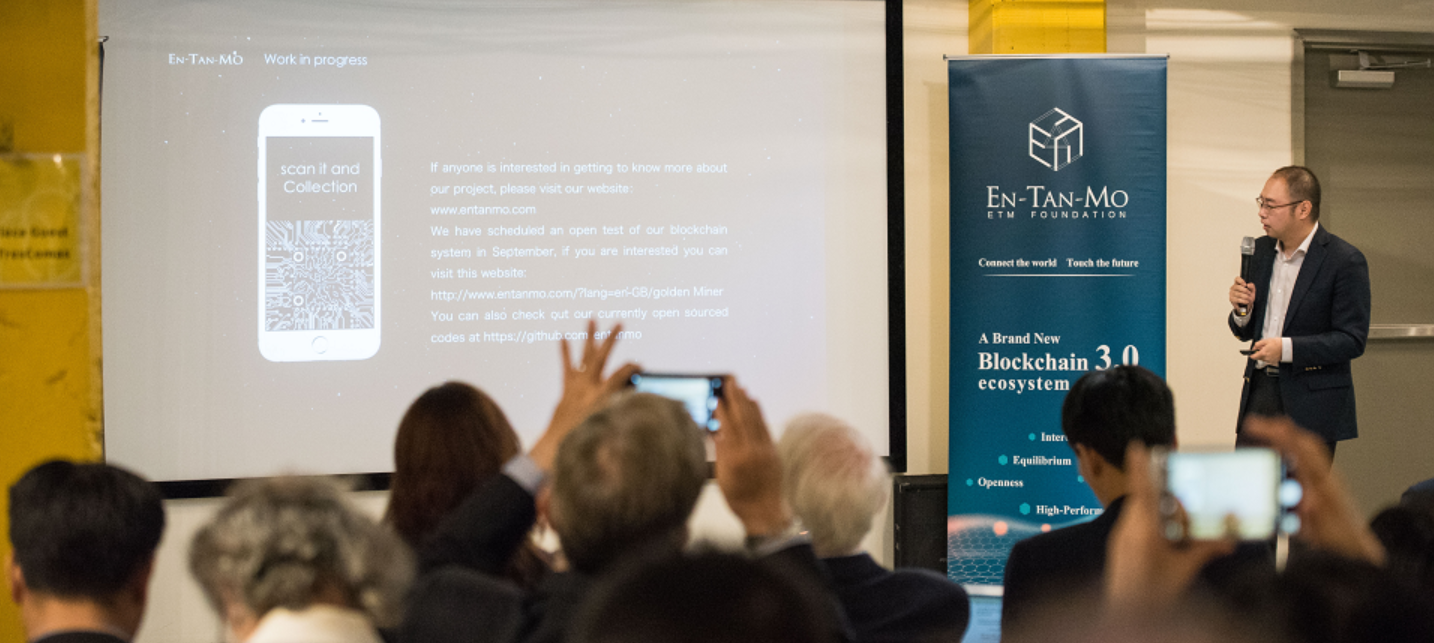 EN-TAN-MO Work in progress
scan it and
Collection
If anyone is interested in getting to know more about
our project, please visit our website:
www.entanmo.com
We have scheduled an open test of our blockchain
system in September, if you are interested you can
visit this website:
http://www.entanmo.com/?lang=en-GB/golden Miner
You can also check out our currently open sourced
codes at https://github.com/entanmo
EN-TAN-MO
ETM FOUNDATION
Connect the world Touch the future
A Brand New
Blockchain 3.0
ecosystem
Inter
Equilibrium
Openness
High-Perform